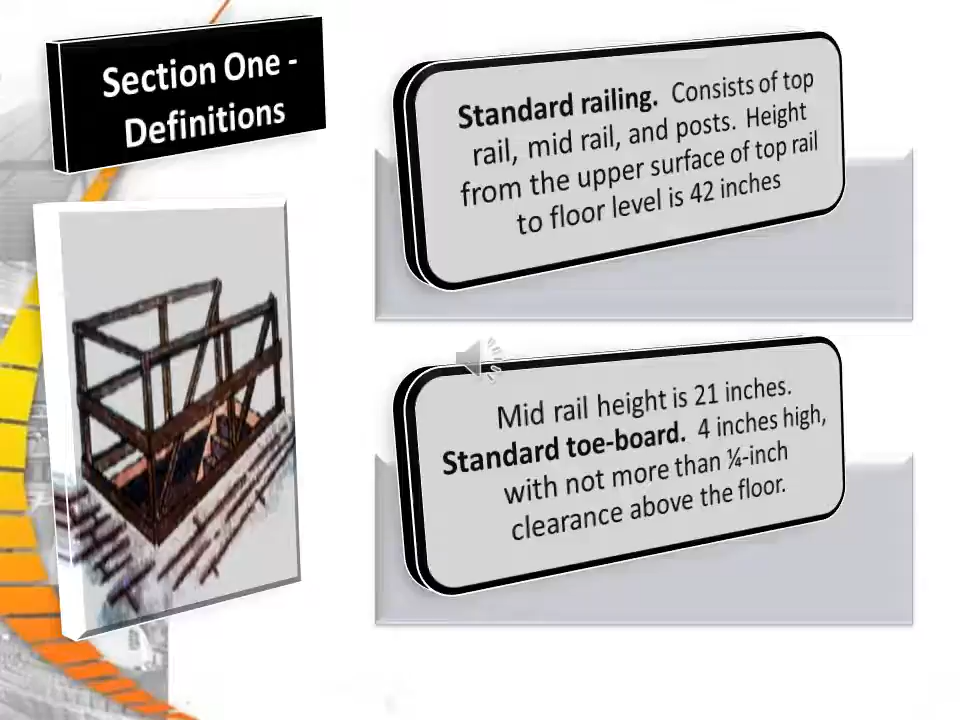 Section One -
Definitions
Standard railing. Consists of top
rail, mid rail, and posts. Height
from the upper surface of top rail
to floor level is 42 inches
Mid rail height is 21 inches.
Standard toe-board. 4 inches high,
with not more than ¼-inch
clearance above the floor.